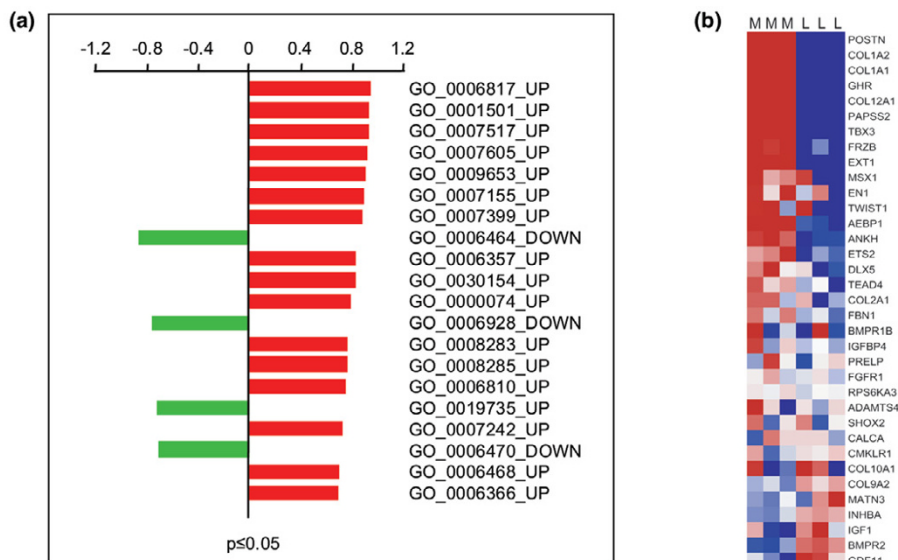 (a)
-1.2 -0.8 -0.4 0 0.4 0.8 1.2
GO_0006817_UP
GO_0001501_UP
GO_0007517_UP
GO_0007605_UP
GO_0009653_UP
GO_0007155_UP
GO_0007399_UP
GO_0006464_DOWN
GO_0006357_UP
GO_0030154_UP
GO_0000074_UP
GO_0006928_DOWN
GO_0008283_UP
GO_0008285_UP
GO_0006810_UP
GO_0019735_UP
GO_0007242_UP
GO_0006470_DOWN
GO_0006468_UP
GO_0006366_UP
p≤0.05
(b)
M M M L L L
POSTN
COL1A2
COL1A1
GHR
COL12A1
PAPSS2
TBX3
FRZB
EXT1
MSX1
EN1
TWIST1
AEBP1
ANKH
ETS2
DLX5
TEAD4
COL2A1
FBN1
BMPR1B
IGFBP4
PRELP
FGFR1
RPS6KA3
ADAMTS4
SHOX2
CALCA
CMKLR1
COL10A1
COL9A2
MATN3
INHBA
IGF1
BMPR2